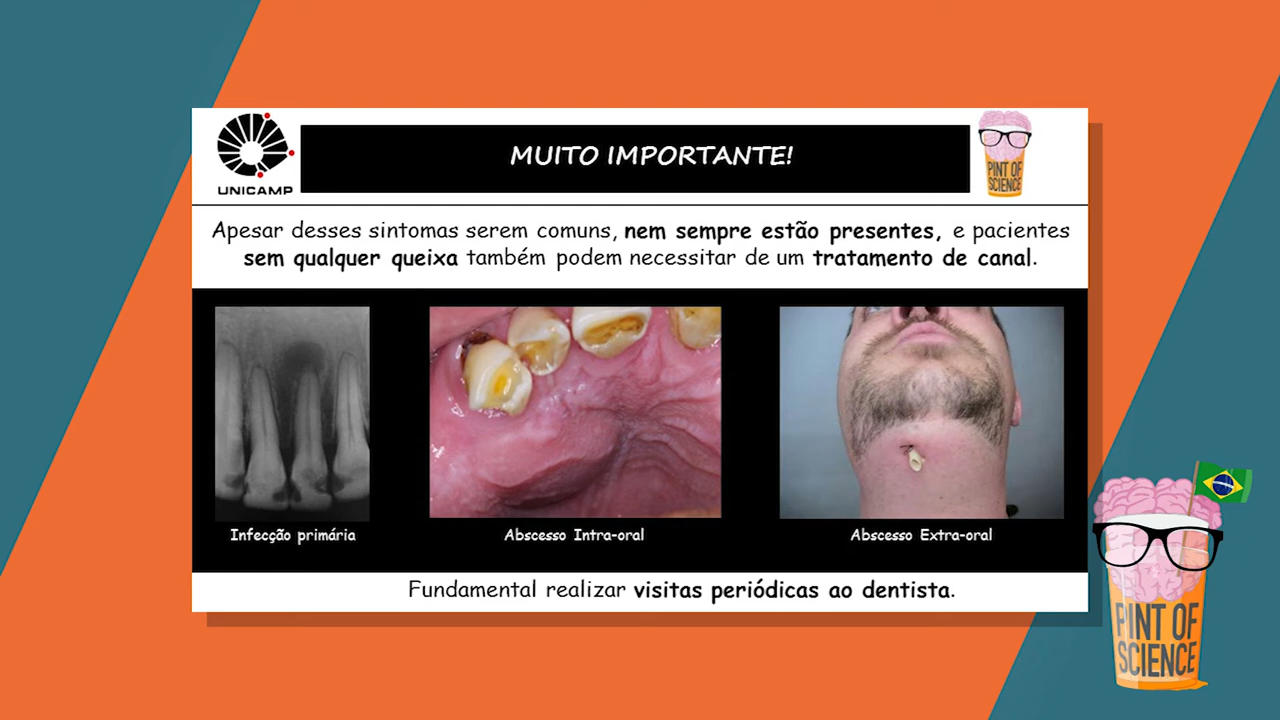 UNICAMP
MUITO IMPORTANTE!
PINT OF
SCIENCE
Apesar desses sintomas serem comuns, nem sempre estão presentes, e pacientes
sem qualquer queixa também podem necessitar de um tratamento de canal.
Infecção primária
Abscesso Intra-oral
Abscesso Extra-oral
Fundamental realizar visitas periódicas ao dentista.
PINT OF
SCIENCE